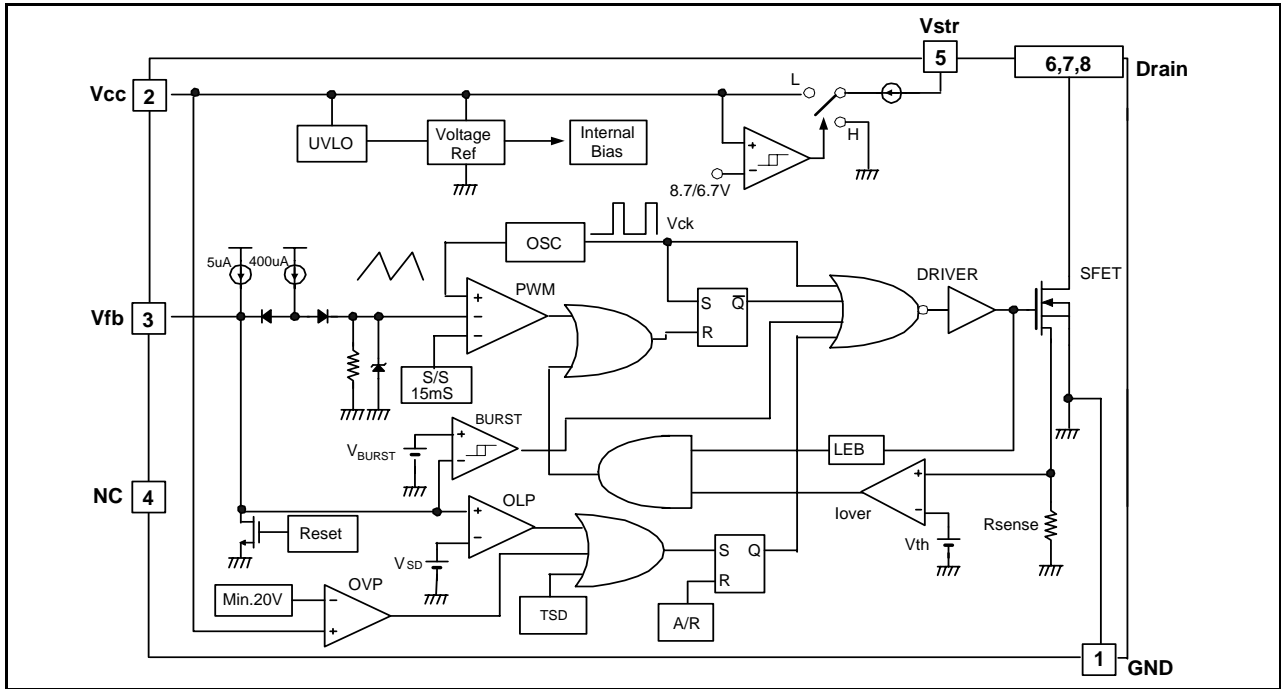 Vstr
5
6,7,8
Drain
Vcc
2
L
H
UVLO
Voltage
Ref
Internal
Bias
+
−
8.7/6.7V
Vck
OSC
5uA
400uA
PWM
DRIVER
SFET
Vfb
3
+
−
−
S
Q
R
S/S
15mS
BURST
+
−
VBURST
LEB
NC
4
OLP
Iover
+
−
Rsense
Reset
+
−
Vth
VSD
S
Q
R
OVP
Min.20V
−
+
TSD
A/R
1
GND